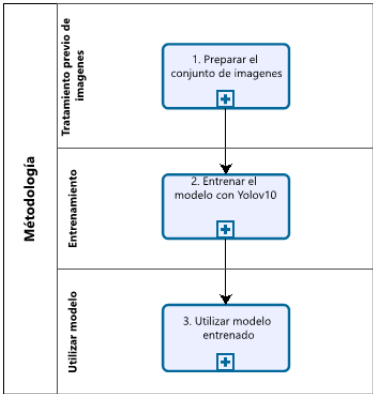 Métodología
Tratamiento previo de
imagenes
1. Preparar el
conjunto de imagenes
Entrenamiento
2. Entrenar el
modelo con Yolov10
Utilizar modelo
3. Utilizar modelo
entrenado